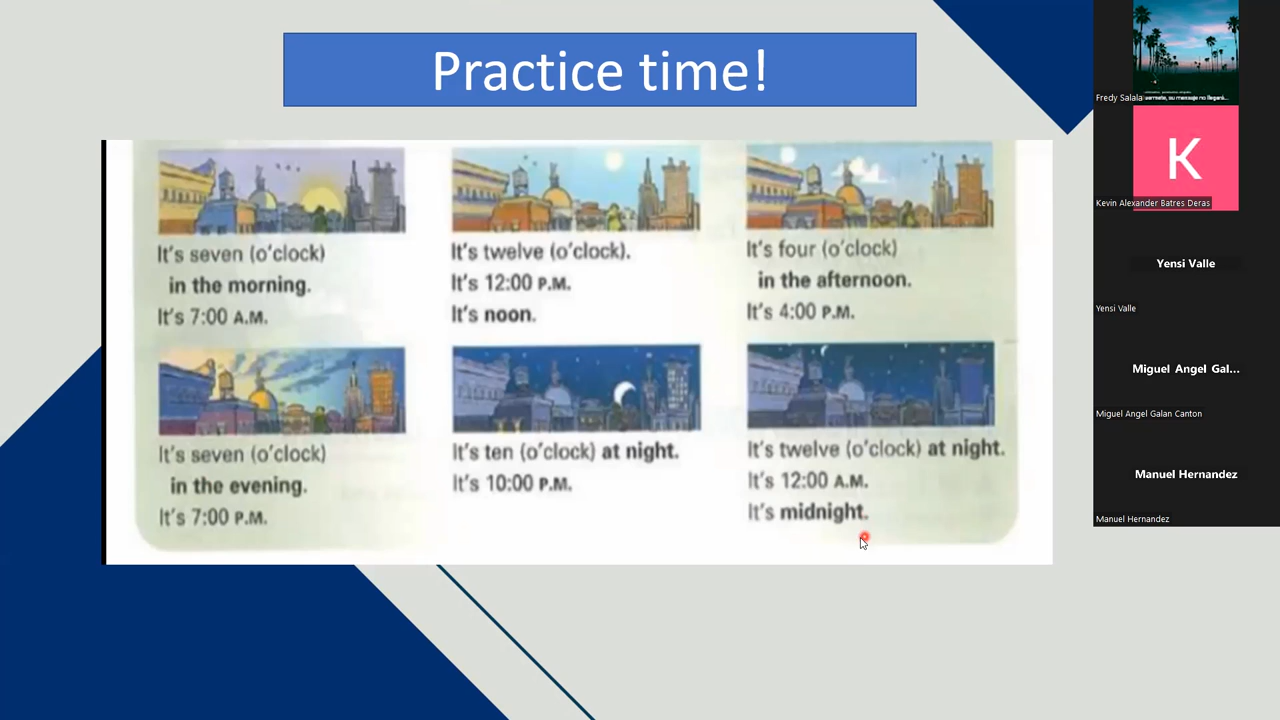 Practice time!
It's seven (o'clock)
in the morning.
It's 7:00 A.M.
It's twelve (o'clock).
It's 12:00 P.M.
It's noon.
It's four (o'clock)
in the afternoon.
It's 4:00 P.M.
It's seven (o'clock)
in the evening.
It's 7:00 P.M.
It's ten (o'clock) at night.
It's 10:00 P.M.
It's twelve (o'clock) at night.
It's 12:00 A.M.
It's midnight.
su mensaje no llegará...
Fredy Salala
K
Kevin Alexander Batres Deras
Yensi Valle
Yensi Valle
Miguel Angel Gal...
Miguel Angel Galan Canton
Manuel Hernandez
Manuel Hernandez